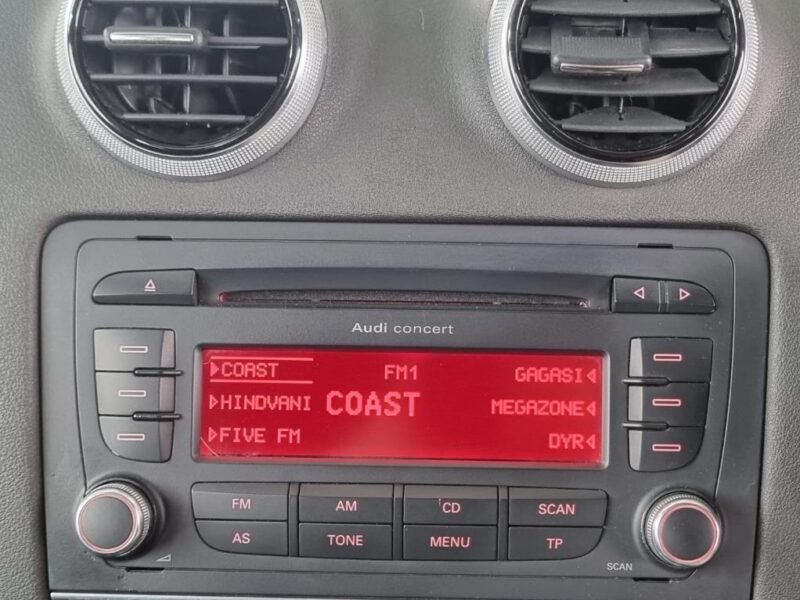 Audi concert
COAST FM1 GAGASI
HINDVANI COAST MEGAZONE
FIVE FM DYR
FM AM CD SCAN
AS TONE MENU TP
SCAN